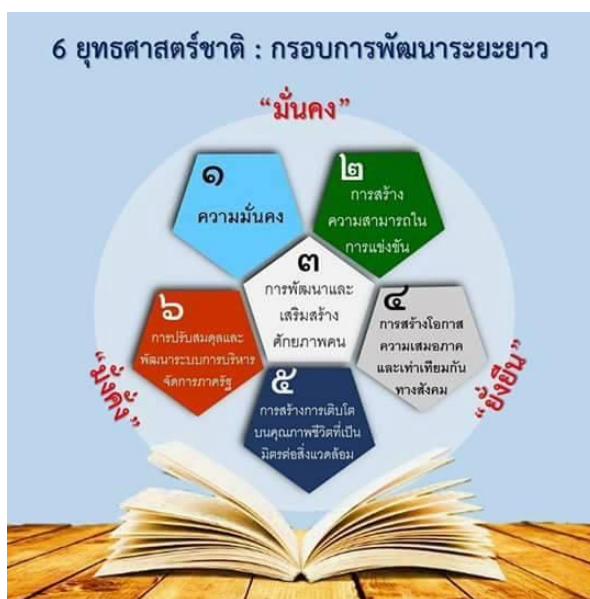 6 ยุทธศาสตร์ชาติ : กรอบการพัฒนาระยะยาว
“มั่นคง”
๑
ความมั่นคง
๒
การสร้าง
ความสามารถใน
การแข่งขัน
๓
การพัฒนาและ
เสริมสร้าง
ศักยภาพคน
๔
การสร้างโอกาส
ความเสมอภาค
และเท่าเทียมกัน
ทางสังคม
๕
การสร้างการเติบโต
บนคุณภาพชีวิตที่เป็น
มิตรต่อสิ่งแวดล้อม
๖
การปรับสมดุลและ
พัฒนาระบบการบริหาร
จัดการภาครัฐ
“มั่งคั่ง”
“ยั่งยืน”